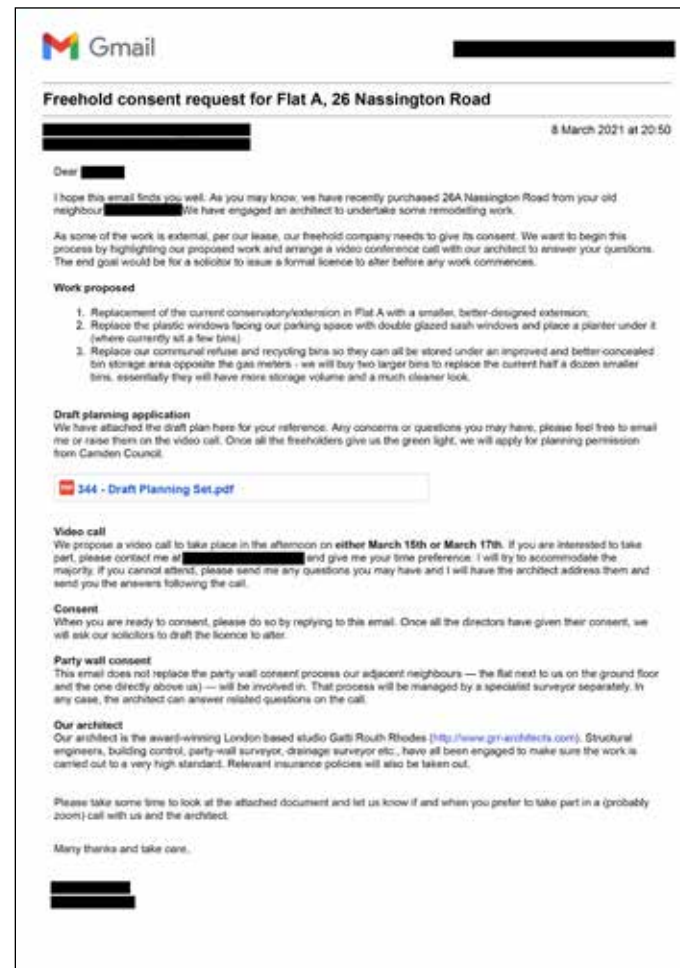 Gmail
Freehold consent request for Flat A, 26 Nassington Road
8 March 2021 at 20:50
Dear
I hope this email finds you well. As you may know, we have recently purchased 26A Nassington Road from your old
neighbour We have engaged an architect to undertake some remodelling work.
As some of the work is external, per our lease, our freehold company needs to give its consent. We want to begin this
process by highlighting our proposed work and arrange a video conference call with our architect to answer your questions.
The end goal would be for a solicitor to issue a formal licence to alter before any work commences.
Work proposed
1. Replacement of the current conservatory/extension in Flat A with a smaller, better-designed extension;
2. Replace the plastic windows facing our parking space with double glazed sash windows and place a planter under it
(where currently sit a few bins)
3. Replace our communal refuse and recycling bins so they can all be stored under an improved and better-concealed
bin storage area opposite the gas meters - we will buy two larger bins to replace the current half a dozen smaller
bins, essentially they will have more storage volume and a much cleaner look.
Draft planning application
We have attached the draft plan here for your reference. Any concerns or questions you may have, please feel free to email
me or raise them on the video call. Once all the freeholders give us the green light, we will apply for planning permission
from Camden Council.
344 - Draft Planning Set.pdf
Video call
We propose a video call to take place in the afternoon on either March 15th or March 17th. If you are interested to take
part, please contact me at and give me your time preference. I will try to accommodate the
majority. If you cannot attend, please send me any questions you may have and I will have the architect address them and
send you the answers following the call.
Consent
When you are ready to consent, please do so by replying to this email. Once all the directors have given their consent, we
will ask our solicitors to draft the licence to alter.
Party wall consent
This email does not replace the party wall consent process our adjacent neighbours — the flat next to us on the ground floor
and the one directly above us) — will be involved in. That process will be managed by a specialist surveyor separately. In
any case, the architect can answer related questions on the call.
Our architect
Our architect is the award-winning London based studio Gatti Routh Rhodes (http://www.grr-architects.com). Structural
engineers, building control, party-wall surveyor, drainage surveyor etc., have all been engaged to make sure the work is
carried out to a very high standard. Relevant insurance policies will also be taken out.
Please take some time to look at the attached document and let us know if and when you prefer to take part in a (probably
zoom) call with us and the architect.
Many thanks and take care.